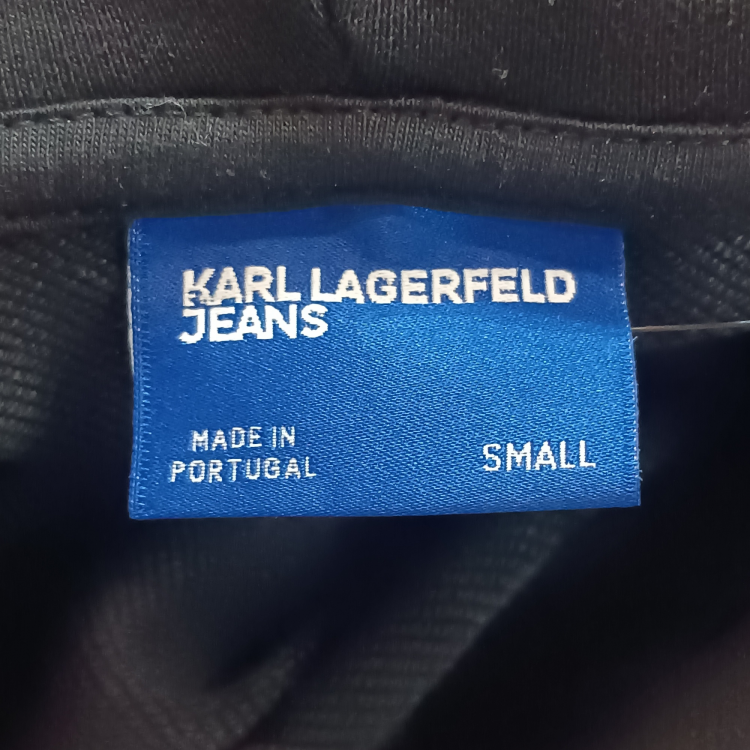 KARL LAGERFELD
JEANS
MADE IN
PORTUGAL
SMALL